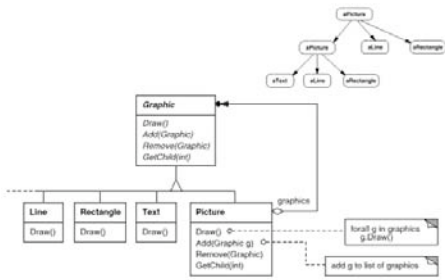 aPicture
aPicture
aLine
aRectangle
aText
aLine
aRectangle
Graphic
Draw()
Add(Graphic)
Remove(Graphic)
GetChild(int)
graphics
Line
Draw()
Rectangle
Draw()
Text
Draw()
Picture
Draw()
Add(Graphic g)
Remove(Graphic)
GetChild(int)
forall g in graphics
g.Draw()
add g to list of graphics